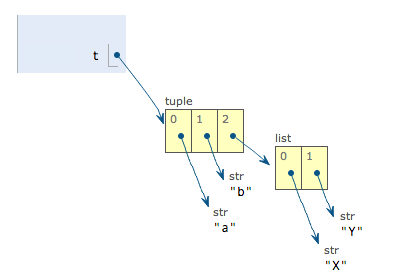 t
tuple
0 1 2
list
0 1
str
"b"
str
"a"
str
"Y"
str
"X"